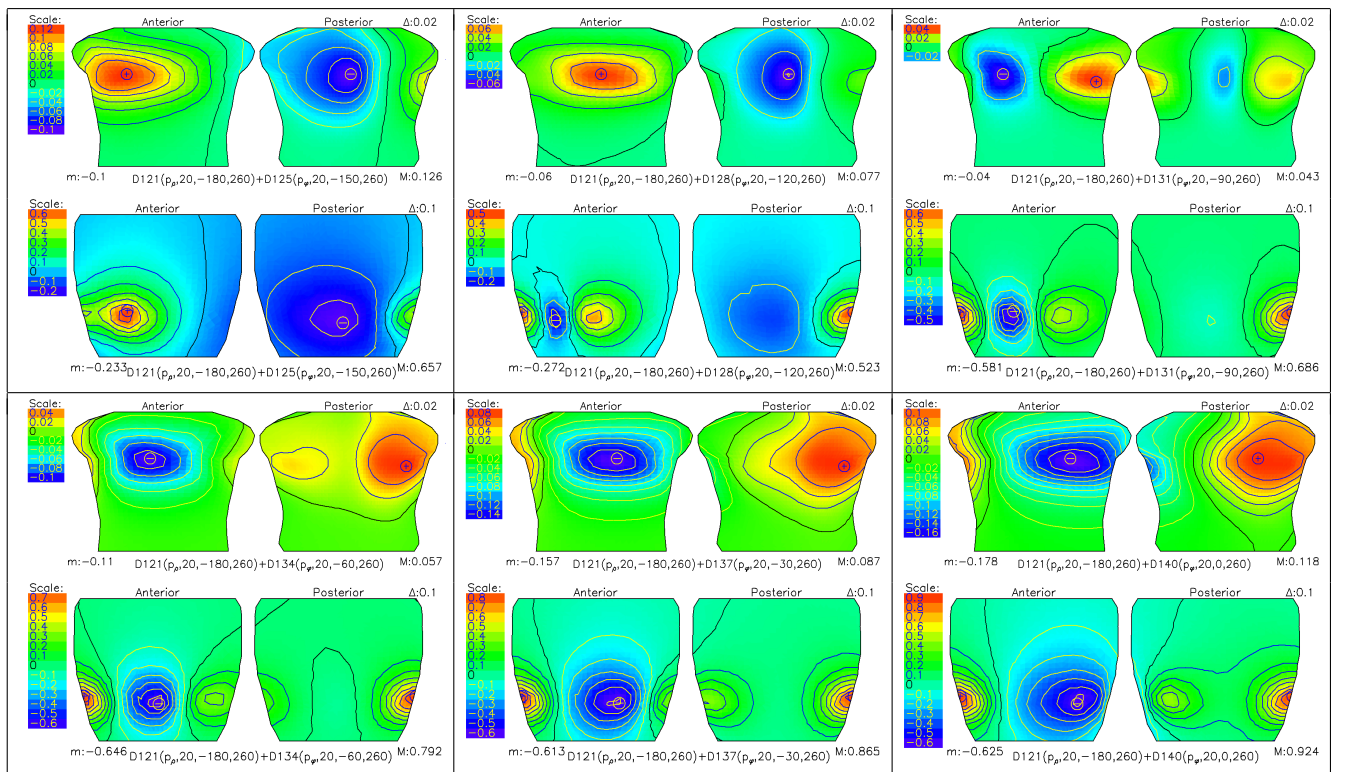 Scale:
Anterior
Posterior
Δ:0.02
0.12
0.1
0.08
0.06
0.04
0.02
0
−0.02
−0.04
−0.06
−0.08
−0.1
m:−0.1
D121(pρ,20,−180,260)+D125(pφ,20,−150,260)
M:0.126
Scale:
Anterior
Posterior
Δ:0.1
0.6
0.5
0.4
0.3
0.2
0.1
0
−0.1
−0.2
m:−0.233
D121(pρ,20,−180,260)+D125(pφ,20,−150,260)
M:0.657
Scale:
Anterior
Posterior
Δ:0.02
0.06
0.04
0.02
0
−0.02
−0.04
−0.06
m:−0.06
D121(pρ,20,−180,260)+D128(pφ,20,−120,260)
M:0.077
Scale:
Anterior
Posterior
Δ:0.1
0.5
0.4
0.3
0.2
0.1
0
−0.1
−0.2
m:−0.272
D121(pρ,20,−180,260)+D128(pφ,20,−120,260)
M:0.523
Scale:
Anterior
Posterior
Δ:0.02
0.04
0.02
0
−0.02
m:−0.04
D121(pρ,20,−180,260)+D131(pφ,20,−90,260)
M:0.043
Scale:
Anterior
Posterior
Δ:0.1
0.6
0.5
0.4
0.3
0.2
0.1
0
−0.1
−0.2
−0.3
−0.4
−0.5
m:−0.581
D121(pρ,20,−180,260)+D131(pφ,20,−90,260)
M:0.686
Scale:
Anterior
Posterior
Δ:0.02
0.04
0.02
0
−0.02
−0.04
−0.06
−0.08
−0.1
m:−0.11
D121(pρ,20,−180,260)+D134(pφ,20,−60,260)
M:0.057
Scale:
Anterior
Posterior
Δ:0.1
0.7
0.6
0.5
0.4
0.3
0.2
0.1
0
−0.1
−0.2
−0.3
−0.4
−0.5
−0.6
m:−0.646
D121(pρ,20,−180,260)+D134(pφ,20,−60,260)
M:0.792
Scale:
Anterior
Posterior
Δ:0.02
0.08
0.06
0.04
0.02
0
−0.02
−0.04
−0.06
−0.08
−0.1
−0.12
−0.14
m:−0.157
D121(pρ,20,−180,260)+D137(pφ,20,−30,260)
M:0.087
Scale:
Anterior
Posterior
Δ:0.1
0.8
0.7
0.6
0.5
0.4
0.3
0.2
0.1
0
−0.1
−0.2
−0.3
−0.4
−0.5
−0.6
m:−0.613
D121(pρ,20,−180,260)+D137(pφ,20,−30,260)
M:0.865
Scale:
Anterior
Posterior
Δ:0.02
0.1
0.08
0.06
0.04
0.02
0
−0.02
−0.04
−0.06
−0.08
−0.1
−0.12
−0.14
−0.16
m:−0.178
D121(pρ,20,−180,260)+D140(pφ,20,0,260)
M:0.118
Scale:
Anterior
Posterior
Δ:0.1
0.9
0.8
0.7
0.6
0.5
0.4
0.3
0.2
0.1
0
−0.1
−0.2
−0.3
−0.4
−0.5
−0.6
m:−0.625
D121(pρ,20,−180,260)+D140(pφ,20,0,260)
M:0.924